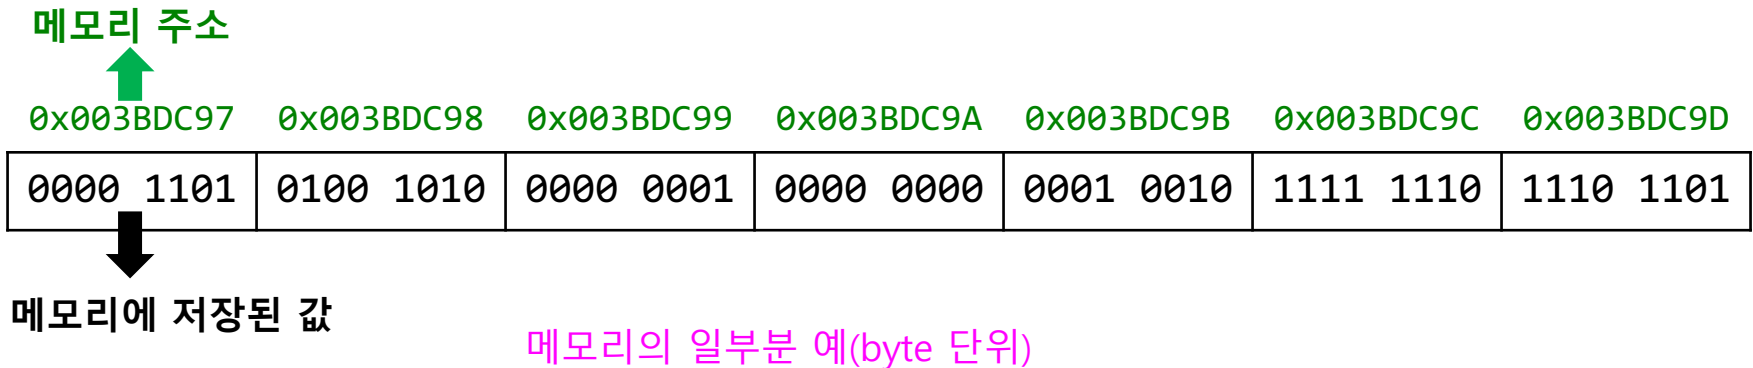 메모리 주소
0x003BDC97 0x003BDC98 0x003BDC99 0x003BDC9A 0x003BDC9B 0x003BDC9C 0x003BDC9D
0000 1101 0100 1010 0000 0001 0000 0000 0001 0010 1111 1110 1110 1101
메모리에 저장된 값
메모리의 일부분 예(byte 단위)